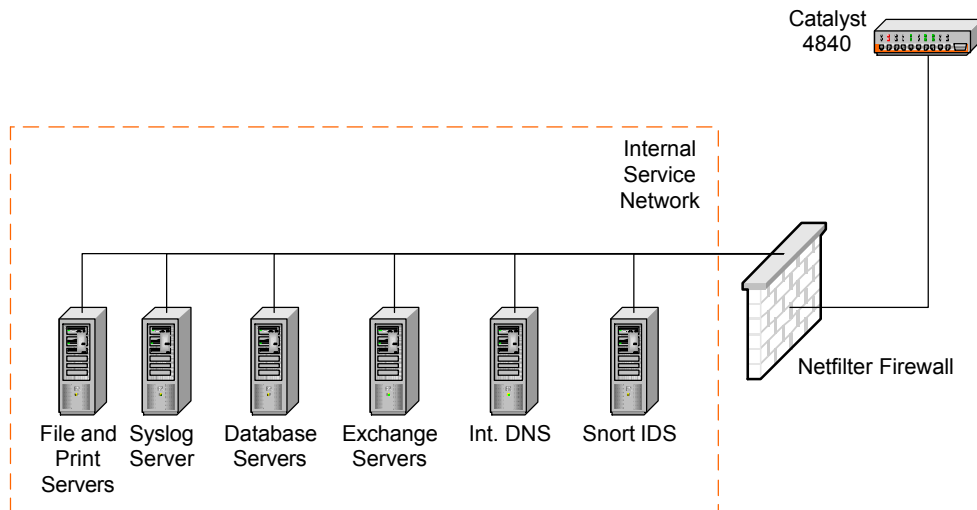 Catalyst
4840
Internal
Service
Network
Netfilter Firewall
File and
Print
Servers
Syslog
Server
Database
Servers
Exchange
Servers
Int. DNS
Snort IDS